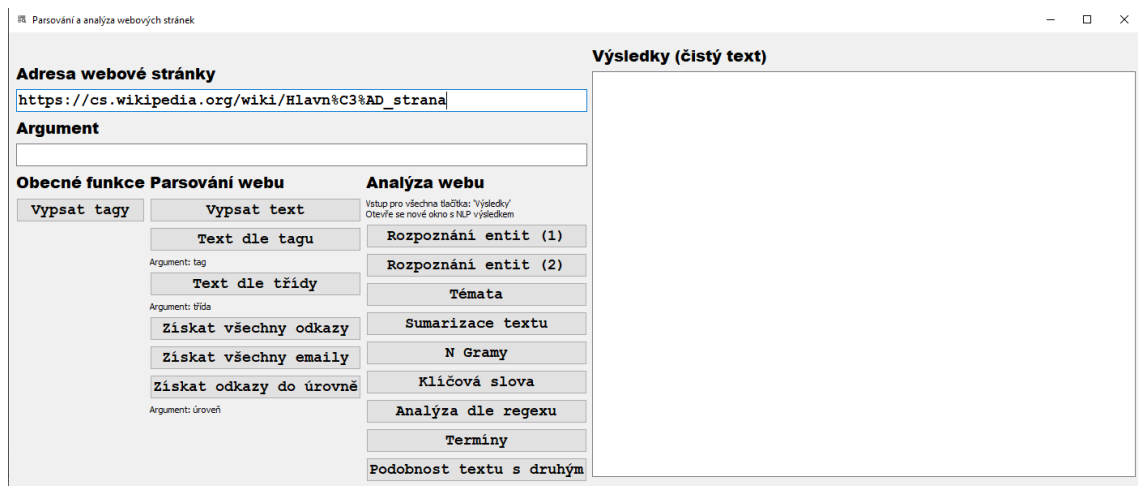 Parsování a analýza webových stránek
Adresa webové stránky
https://cs.wikipedia.org/wiki/Hlavn%C3%AD_strana
Argument
Obecné funkce
Vypsat tagy
Parsování webu
Vypsat text
Text dle tagu
Argument: tag
Text dle třídy
Argument: třída
Získat všechny odkazy
Získat všechny emaily
Získat odkazy do úrovně
Argument: úroveň
Analýza webu
Vstup pro všechna tlačítka: 'Výsledky'
Otevře se nové okno s NLP výsledkem
Rozpoznání entit (1)
Rozpoznání entit (2)
Témata
Sumarizace textu
N Gramy
Klíčová slova
Analýza dle regexu
Termíny
Podobnost textu s druhým
Výsledky (čistý text)